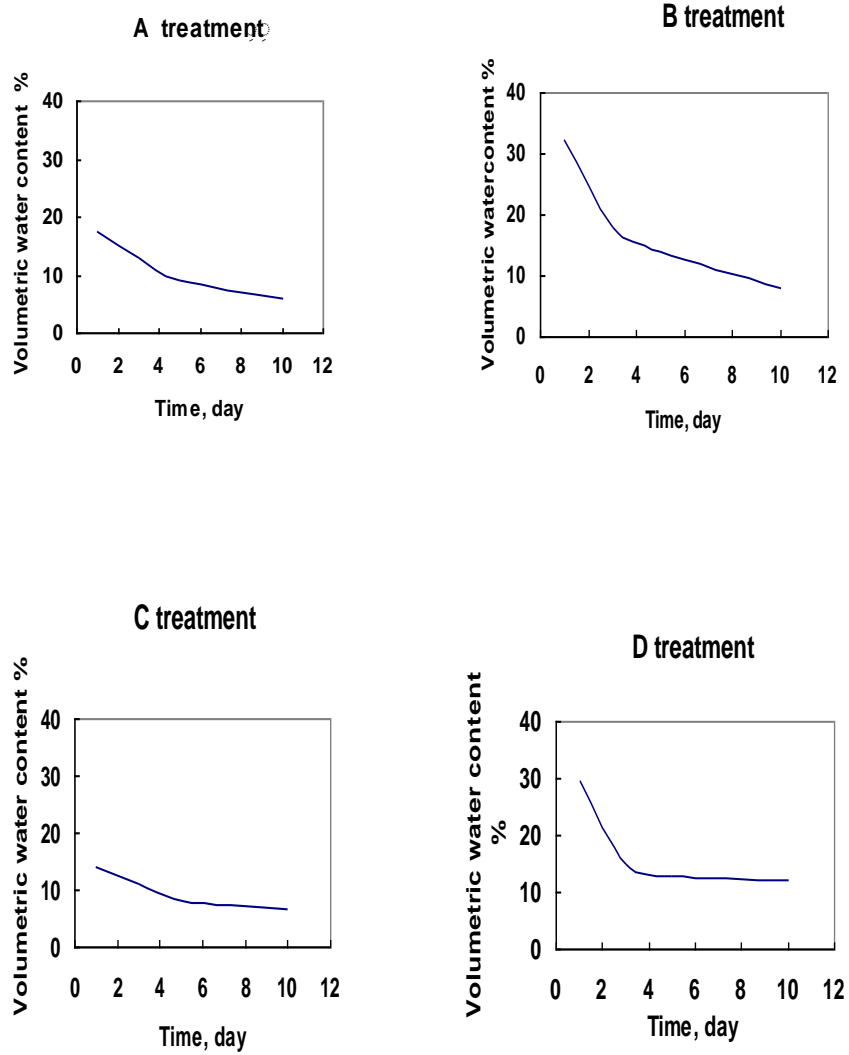 A treatment
Volumetric water content %
40
30
20
10
0
0 2 4 6 8 10 12
Time, day
B treatment
Volumetric watercontent %
40
30
20
10
0
0 2 4 6 8 10 12
Time, day
C treatment
Volumetric water content %
40
30
20
10
0
0 2 4 6 8 10 12
Time, day
D treatment
Volumetric water content
%
40
30
20
10
0
0 2 4 6 8 10 12
Time, day